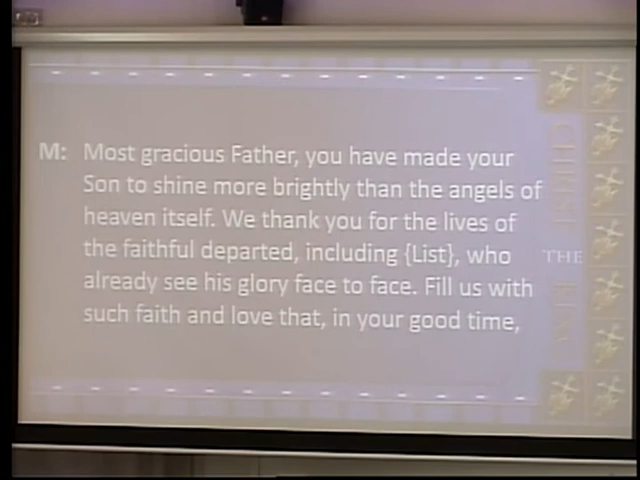 M: Most gracious Father, you have made your
Son to shine more brightly than the angels of
heaven itself. We thank you for the lives of
the faithful departed, including {List}, who
already see his glory face to face. Fill us with
such faith and love that, in your good time,
CHRIST
THE